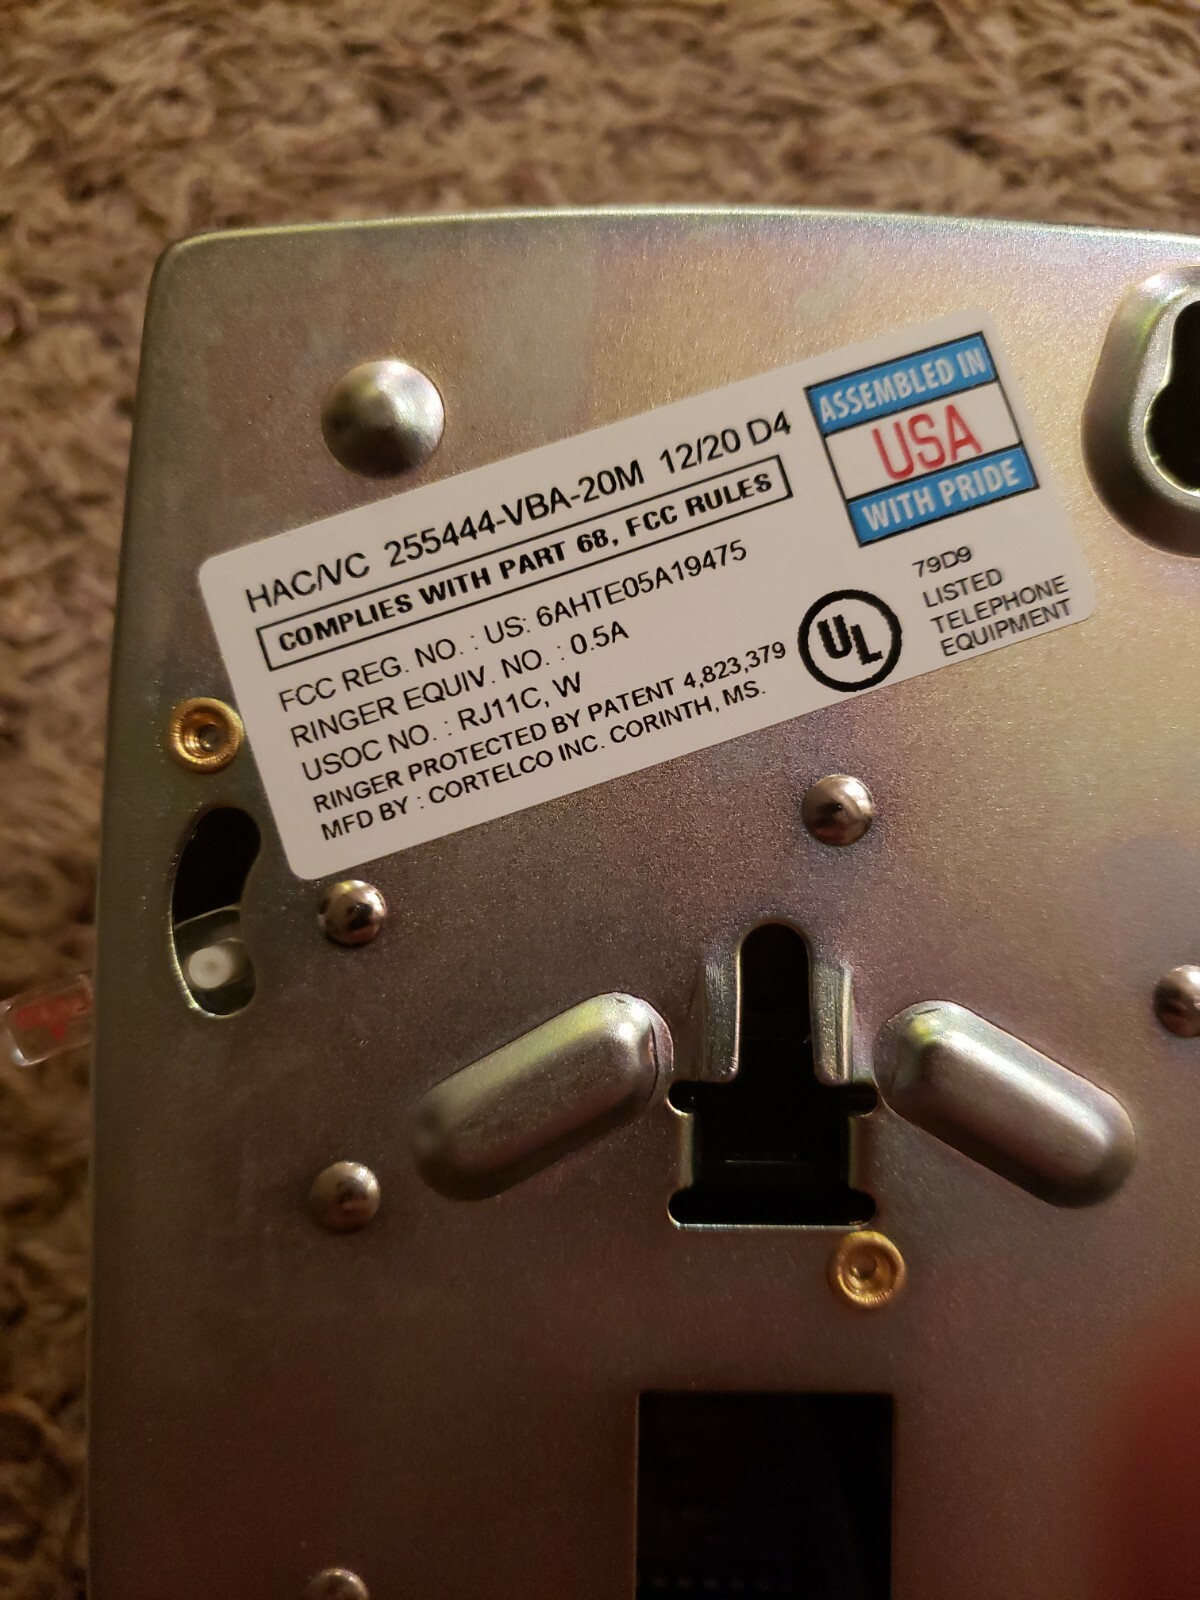 HAC/VC 255444-VBA-20M 12/20 D4
COMPLIES WITH PART 68, FCC RULES
FCC REG. NO. : US: 6AHTE05A19475
RINGER EQUIV. NO. : 0.5A
USOC NO. : RJ11C, W
RINGER PROTECTED BY PATENT 4,823,379
MFD BY : CORTELCO INC. CORINTH, MS.
ASSEMBLED IN
USA
WITH PRIDE
UL
79D9
LISTED
TELEPHONE
EQUIPMENT